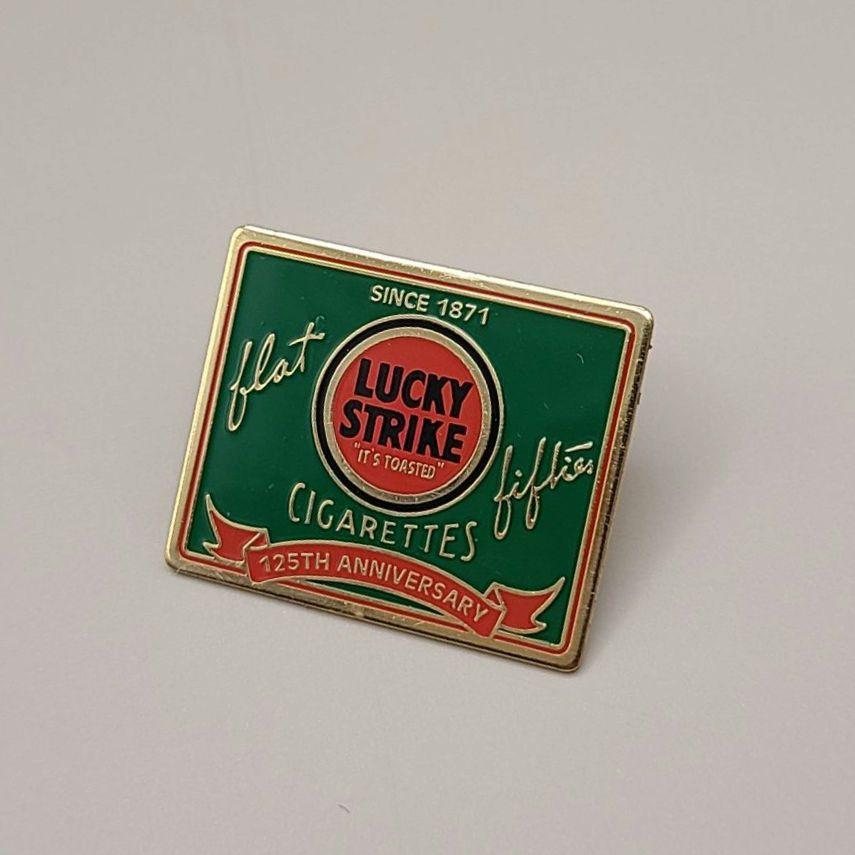 SINCE 1871
flat
LUCKY
STRIKE
"IT'S TOASTED"
fifties
CIGARETTES
125TH ANNIVERSARY